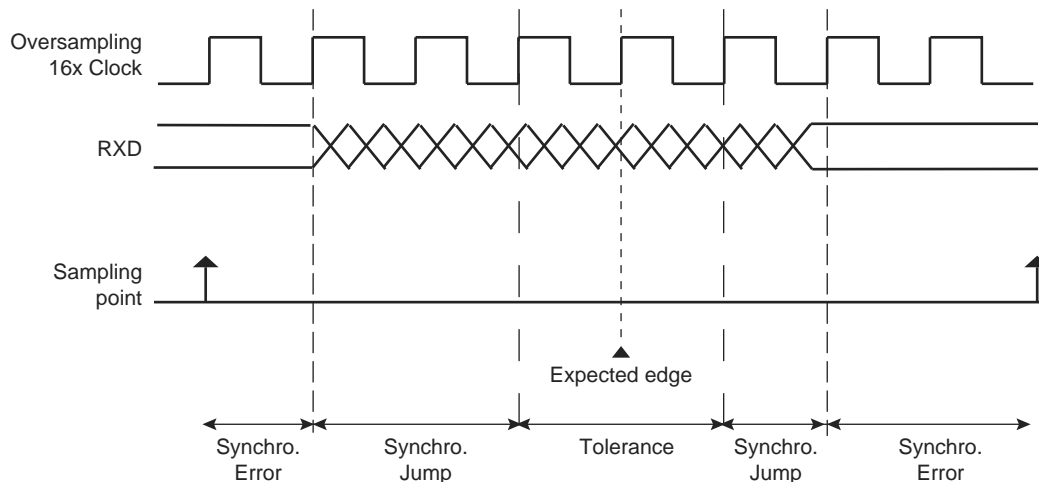 Oversampling
16x Clock
RXD
Sampling
point
Expected edge
Synchro.
Error
Synchro.
Jump
Tolerance
Synchro.
Jump
Synchro.
Error